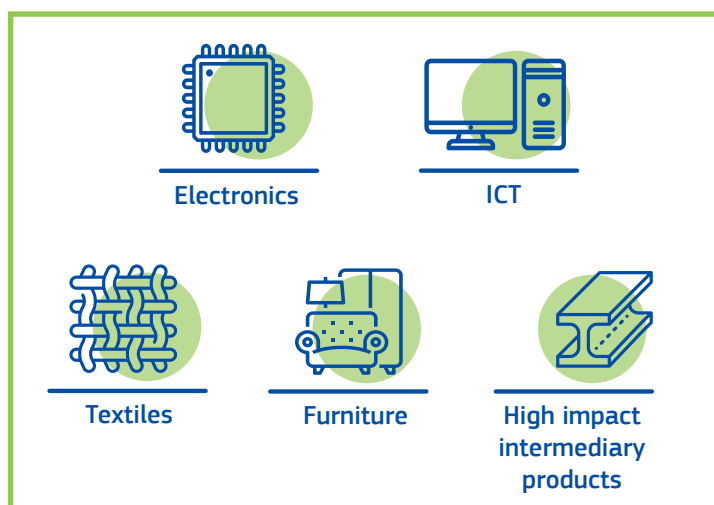 Electronics
ICT
Textiles
Furniture
High impact
intermediary
products